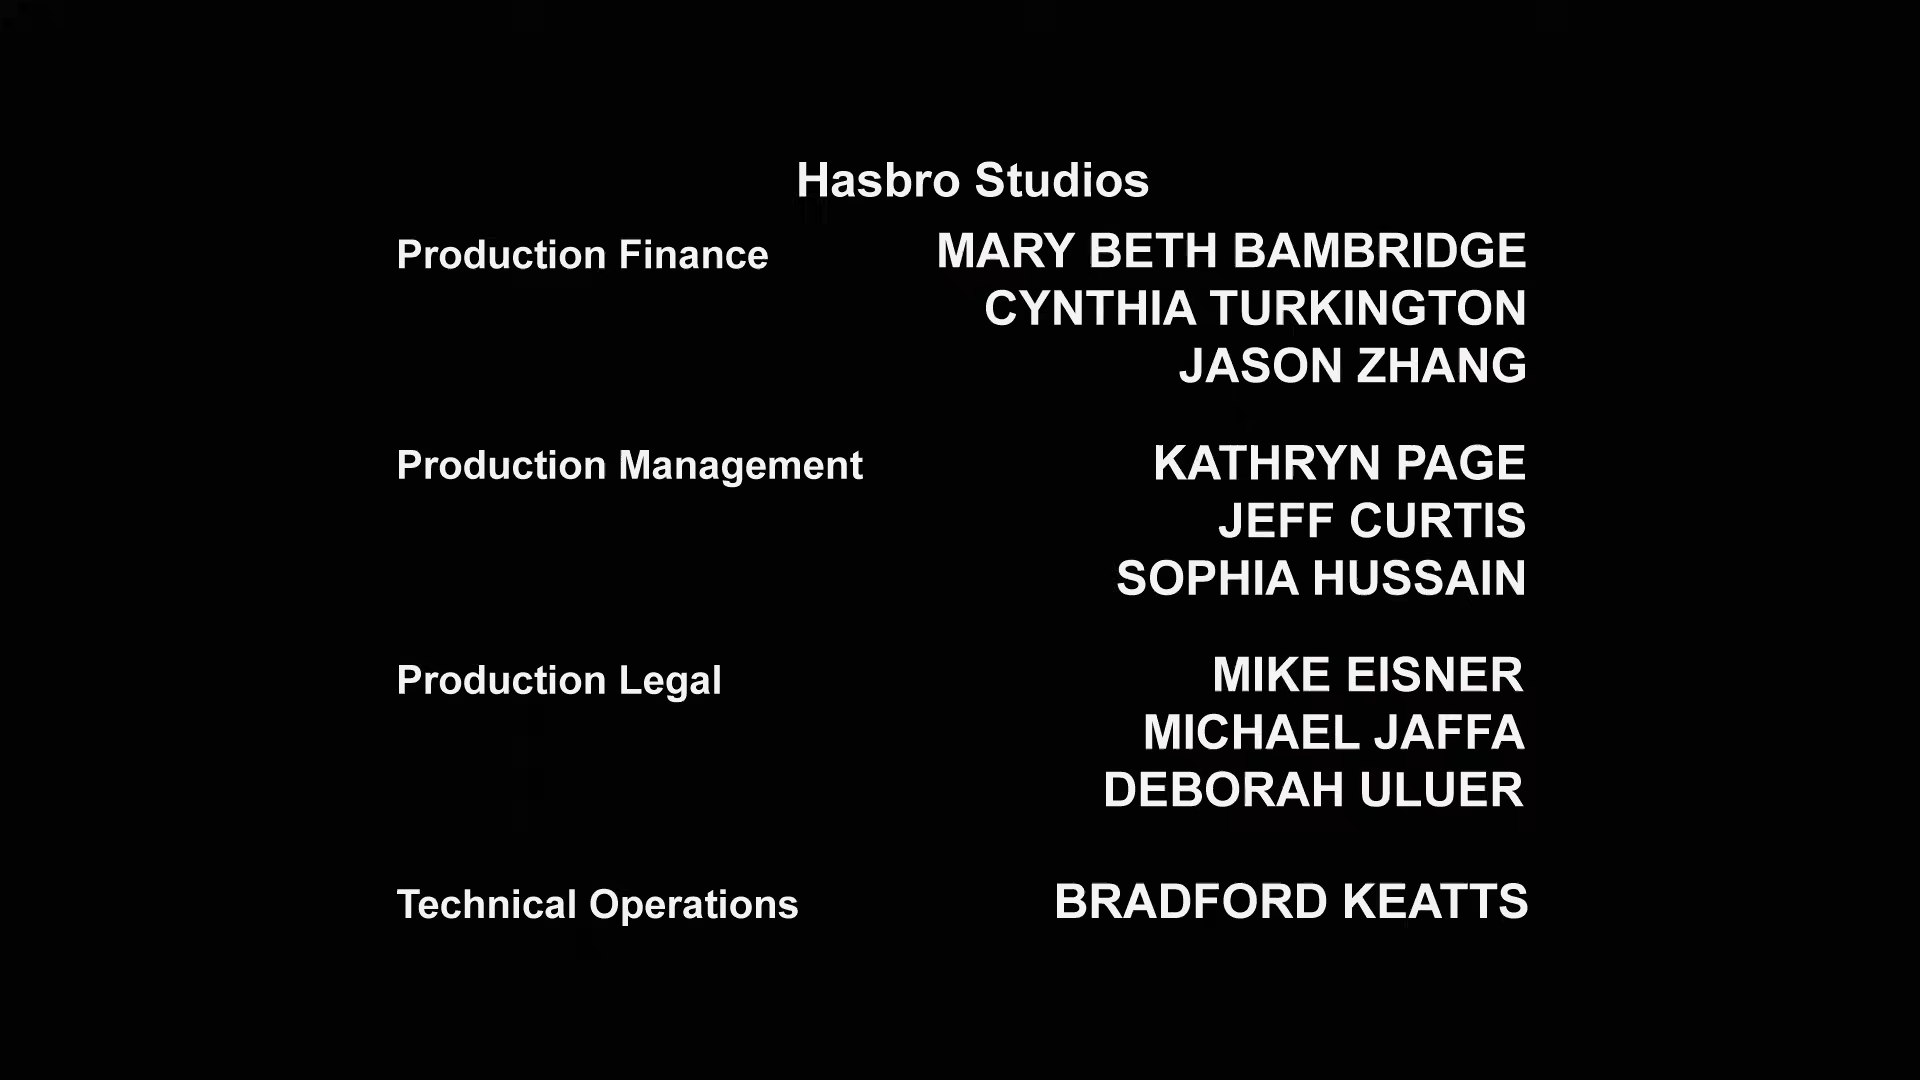 Hasbro Studios
Production Finance MARY BETH BAMBRIDGE
CYNTHIA TURKINGTON
JASON ZHANG
Production Management KATHRYN PAGE
JEFF CURTIS
SOPHIA HUSSAIN
Production Legal MIKE EISNER
MICHAEL JAFFA
DEBORAH ULUER
Technical Operations BRADFORD KEATTS